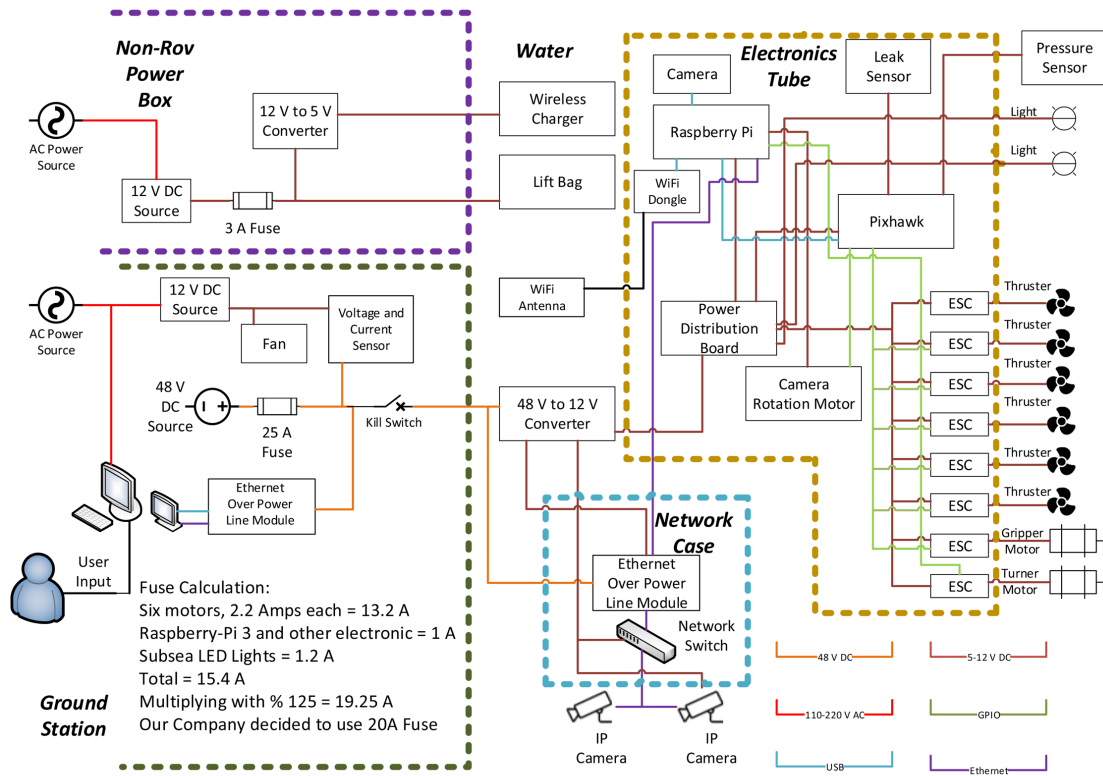 Non-Rov
Power
Box
AC Power
Source
12 V DC
Source
3 A Fuse
12 V to 5 V
Converter
Water
Wireless
Charger
Lift Bag
WiFi
Antenna
Electronics
Tube
Camera
Raspberry Pi
WiFi
Dongle
Leak
Sensor
Pressure
Sensor
Light
Light
Pixhawk
Power
Distribution
Board
Camera
Rotation Motor
ESC
Thruster
ESC
Thruster
ESC
Thruster
ESC
Thruster
ESC
Thruster
ESC
Thruster
ESC
Gripper
Motor
ESC
Turner
Motor
AC Power
Source
12 V DC
Source
Fan
Voltage and
Current
Sensor
48 V
DC
Source
25 A
Fuse
Kill Switch
48 V to 12 V
Converter
Ethernet
Over Power
Line Module
User
Input
Fuse Calculation:
Six motors, 2.2 Amps each = 13.2 A
Raspberry-Pi 3 and other electronic = 1 A
Subsea LED Lights = 1.2 A
Total = 15.4 A
Multiplying with % 125 = 19.25 A
Our Company decided to use 20A Fuse
Ground
Station
Network
Case
Ethernet
Over Power
Line Module
Network
Switch
IP
Camera
IP
Camera
48 V DC
5-12 V DC
110-220 V AC
GPIO
USB
Ethernet